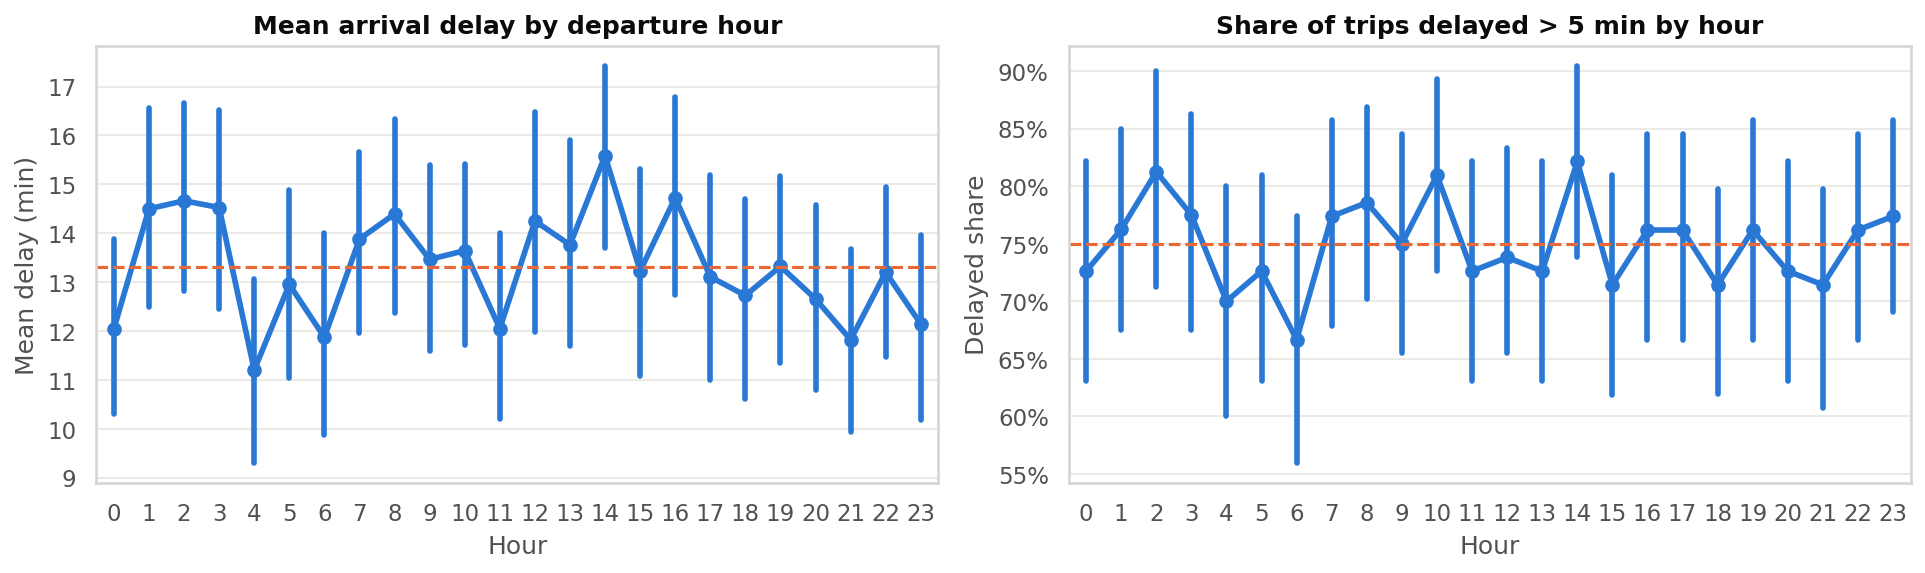 Mean arrival delay by departure hour
Mean delay (min)
17
16
15
14
13
12
11
10
9
0 1 2 3 4 5 6 7 8 9 10 11 12 13 14 15 16 17 18 19 20 21 22 23
Hour
Share of trips delayed > 5 min by hour
Delayed share
90%
85%
80%
75%
70%
65%
60%
55%
0 1 2 3 4 5 6 7 8 9 10 11 12 13 14 15 16 17 18 19 20 21 22 23
Hour